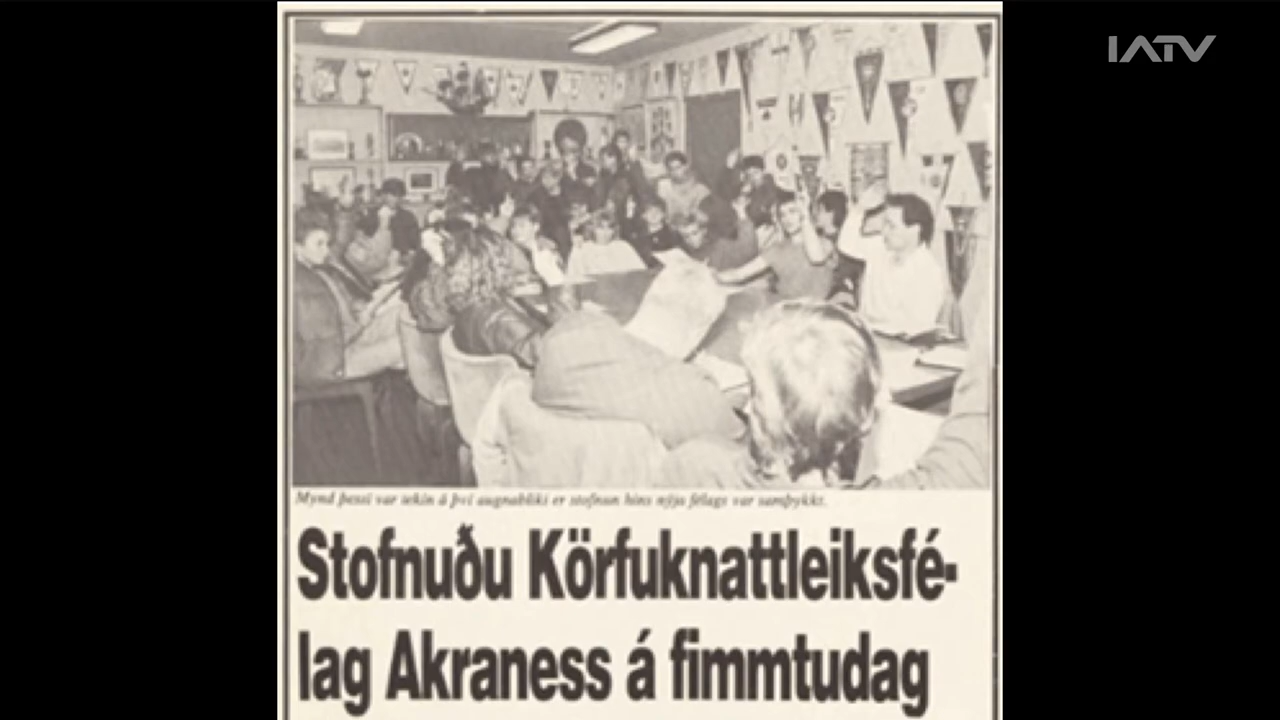 IATV
Mynd þessi var tekin á því augnabliki er stofnun hins nýja félags var samþykkt.
Stofnuðu Körfuknattleiksfé-
lag Akraness á fimmtudag